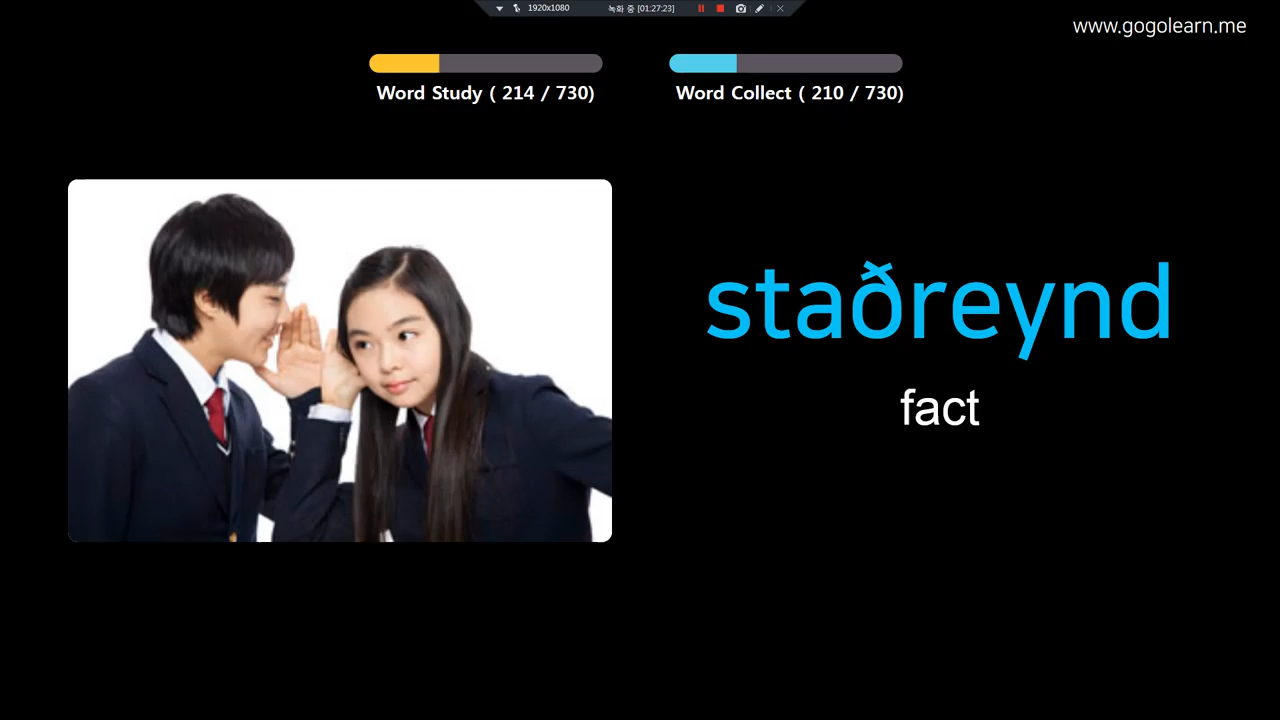 1920x1080 녹화 중 [01:27:23]
www.gogolearn.me
Word Study ( 214 / 730)
Word Collect ( 210 / 730)
staðreynd
fact